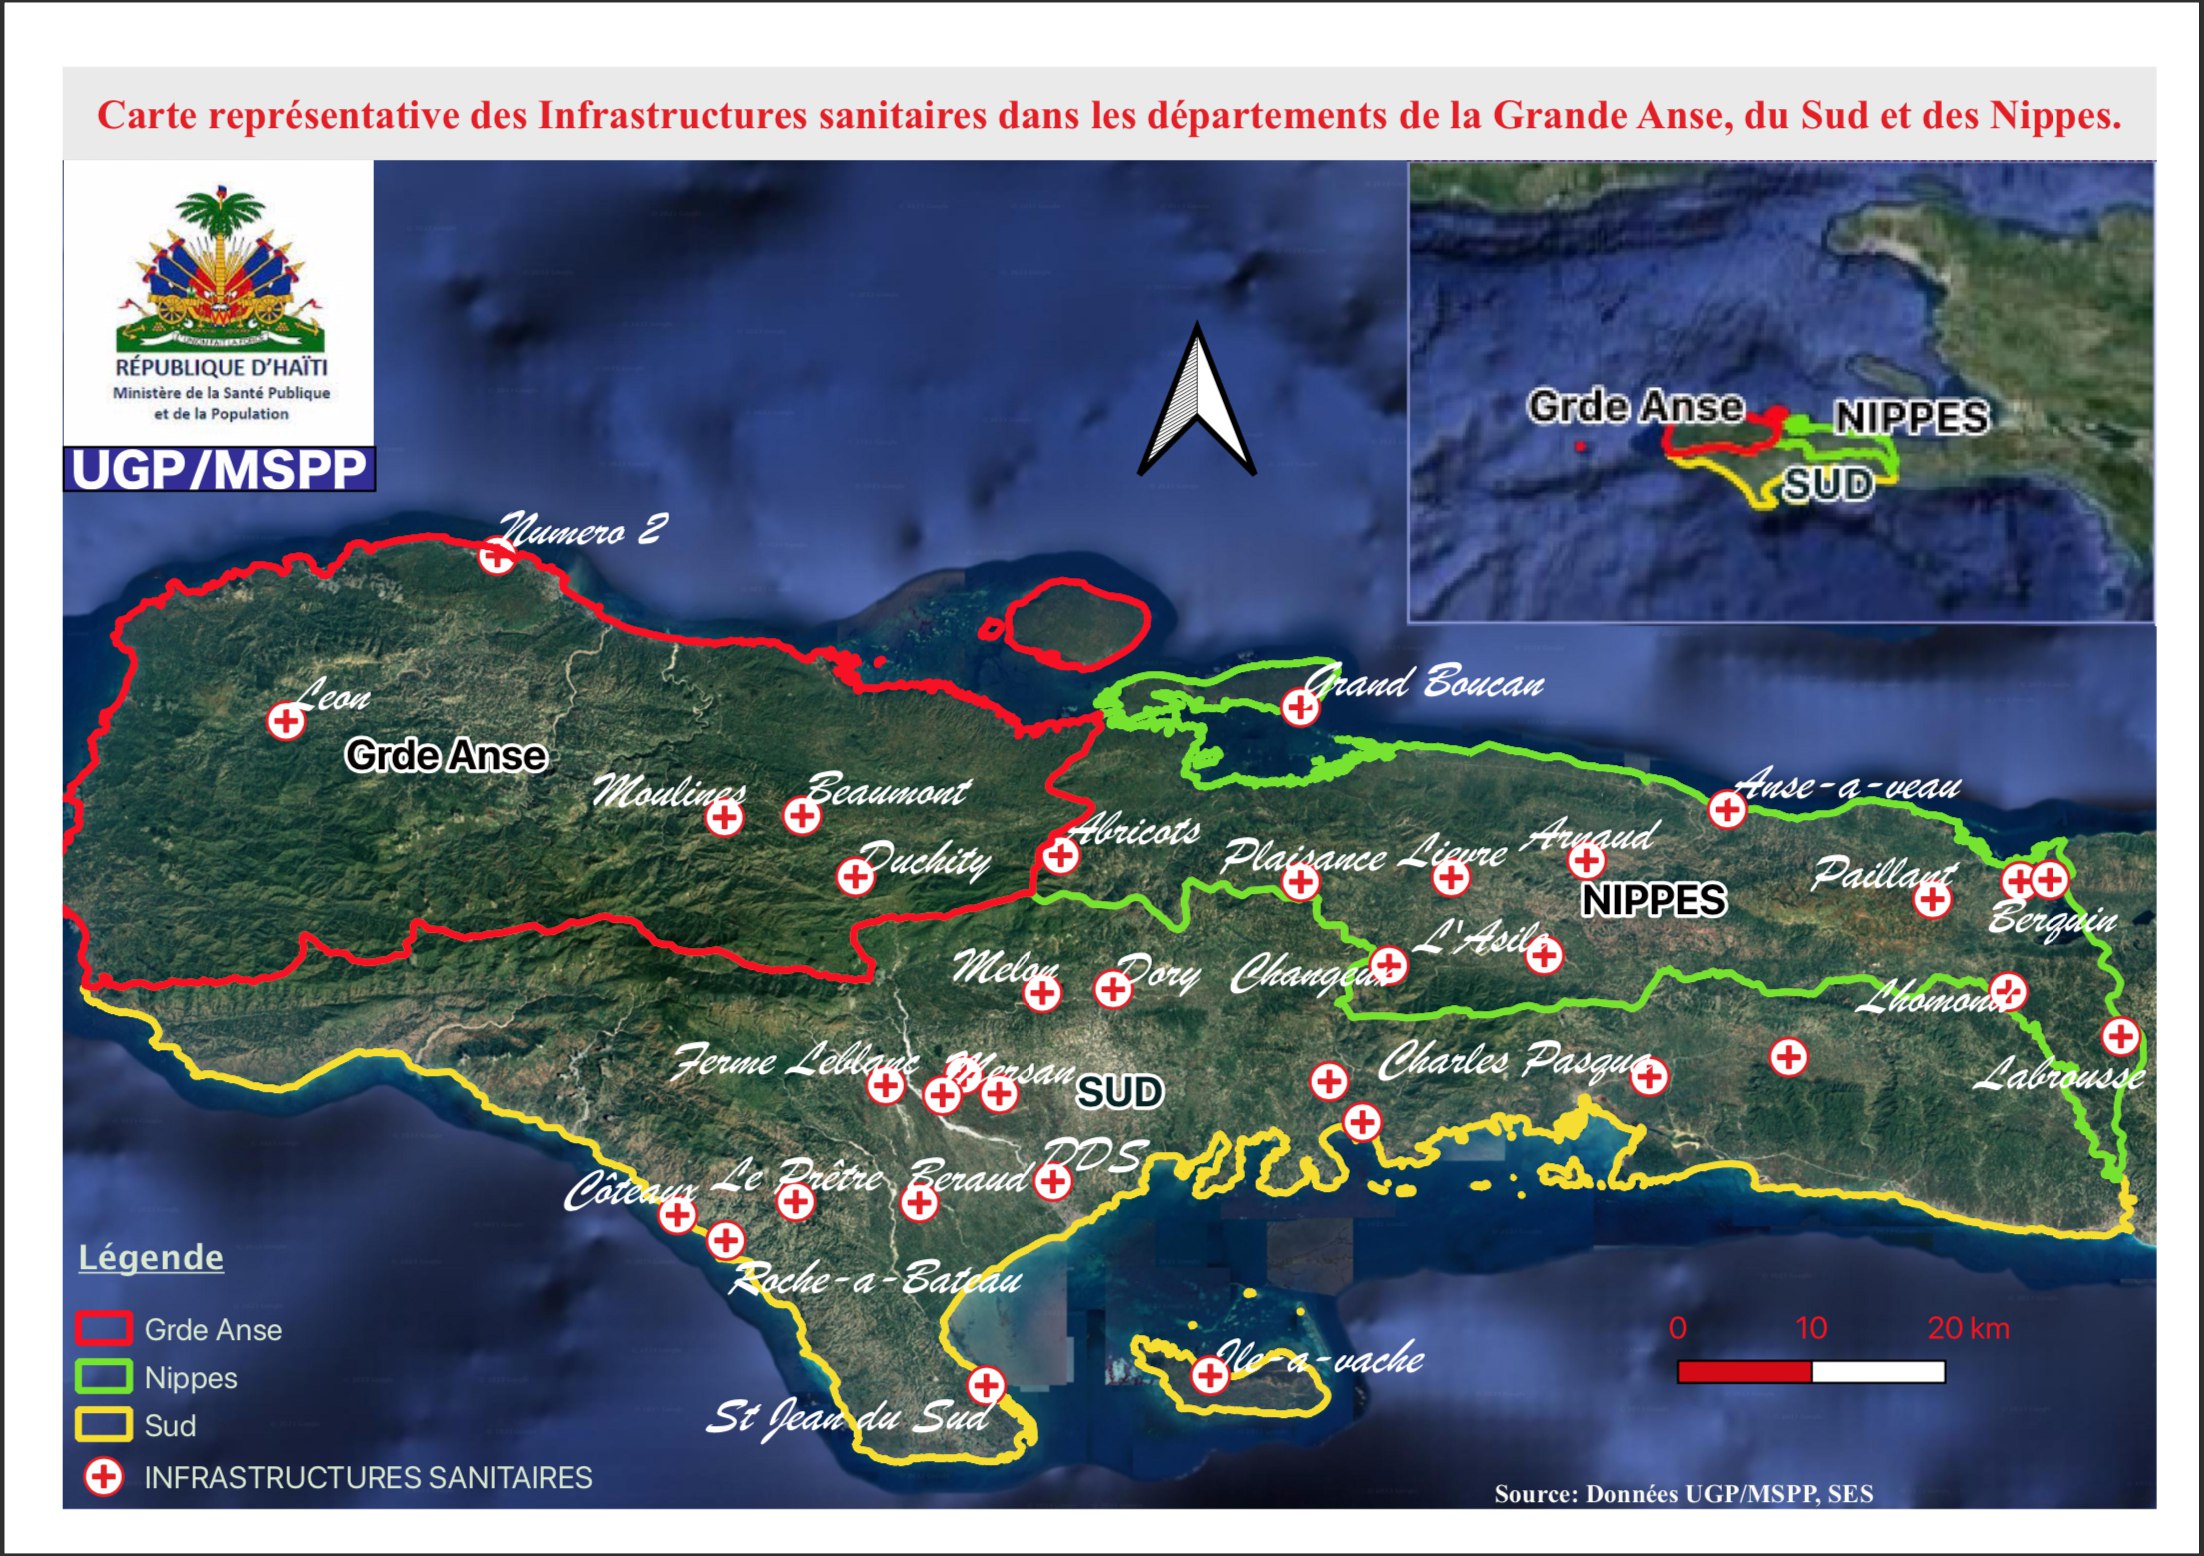 Carte représentative des Infrastructures sanitaires dans les départements de la Grande Anse, du Sud et des Nippes.
L'UNION FAIT LA FORCE
RÉPUBLIQUE D'HAÏTI
Ministère de la Santé Publique
et de la Population
UGP/MSPP
Grde Anse
NIPPES
SUD
Numero 2
Leon
Grde Anse
Moulines
Beaumont
Duchity
Abricots
Grand Boucan
Plaisance
Lievre
Arnaud
Anse-a-veau
NIPPES
Paillant
Berquin
L'Asile
Changeux
Melon
Dory
Lhomond
Labrousse
Ferme Leblanc
Mersan
SUD
Charles Pasqua
DDS
Côteaux
Le Prêtre
Beraud
Roche-a-Bateau
St Jean du Sud
Ile-a-vache
Légende
Grde Anse
Nippes
Sud
INFRASTRUCTURES SANITAIRES
0 10 20 km
Source: Données UGP/MSPP, SES